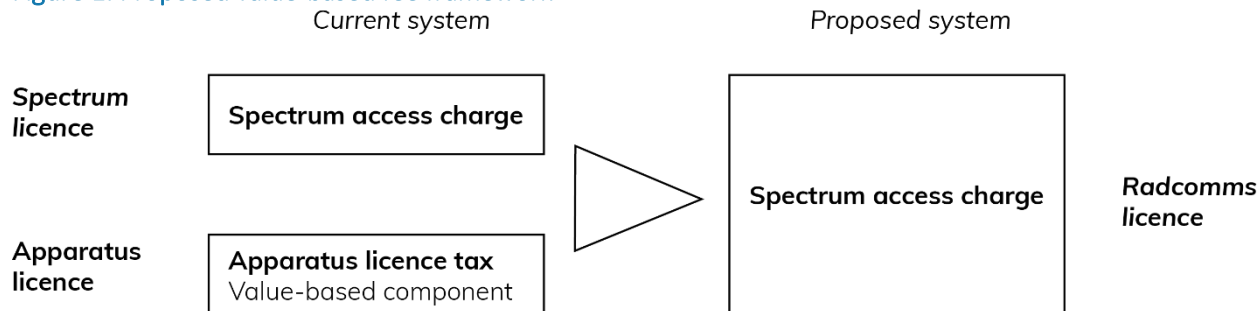 Current system Proposed system
Spectrum
licence
Spectrum access charge
Spectrum access charge
Radcomms
licence
Apparatus
licence
Apparatus licence tax
Value-based component